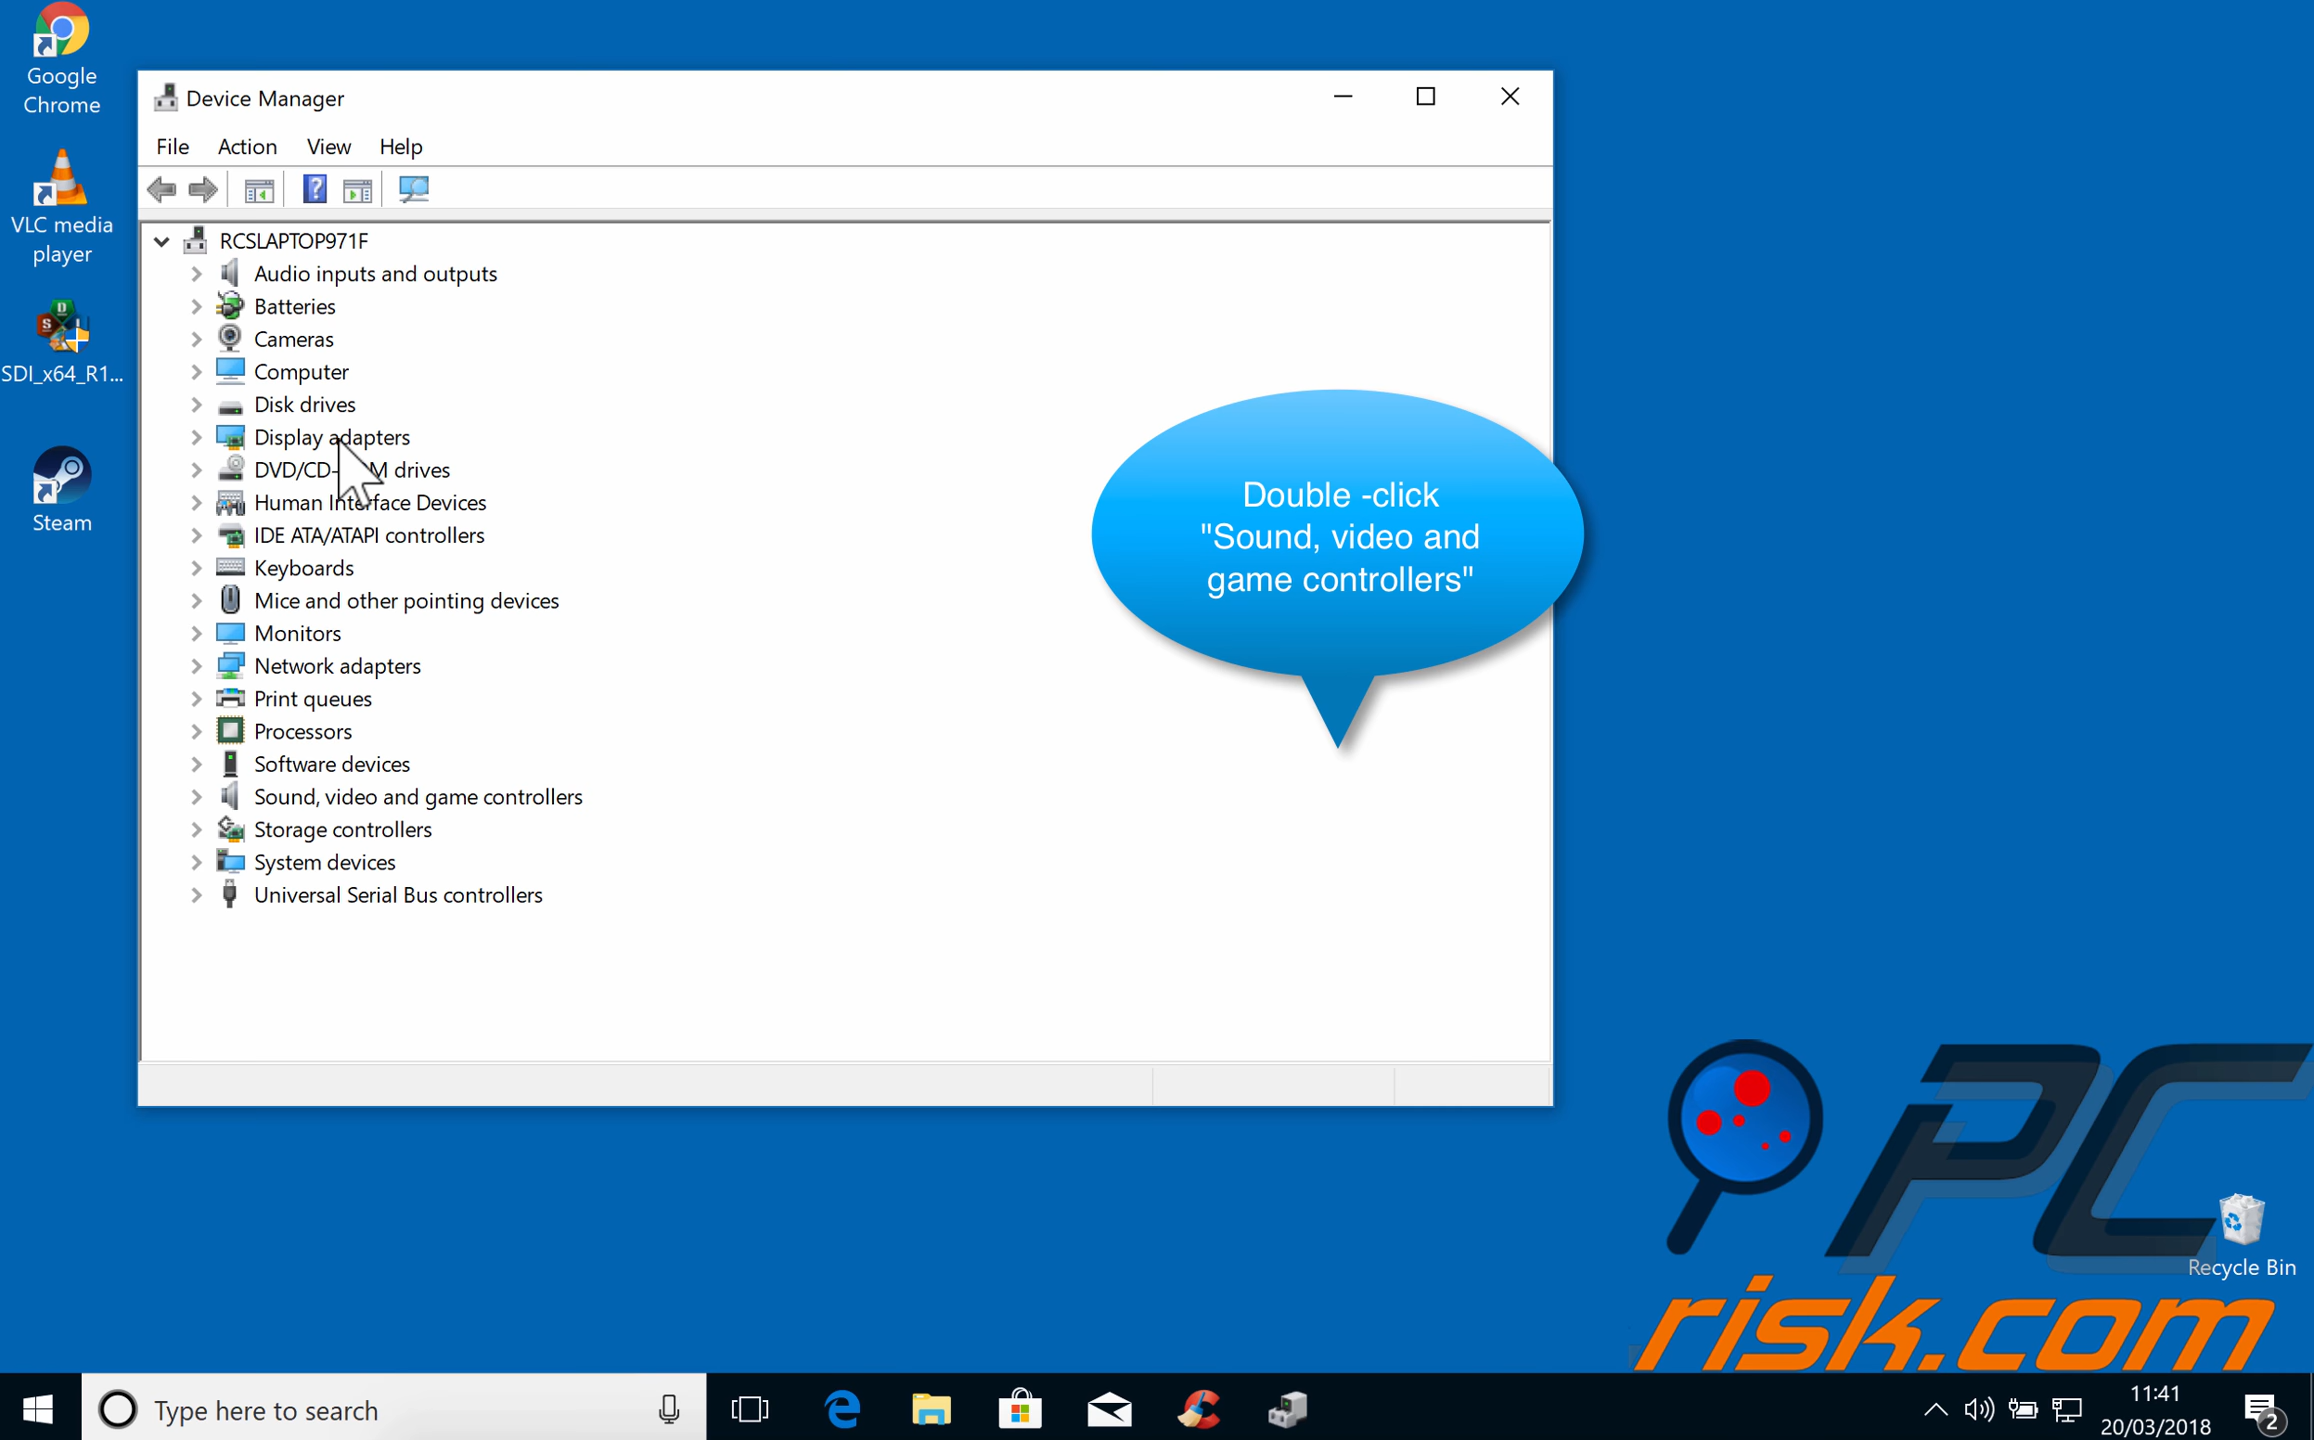 Google
Chrome
VLC media
player
SDI_x64_R1...
Steam
Device Manager
File Action View Help
RCSLAPTOP971F
Audio inputs and outputs
Batteries
Cameras
Computer
Disk drives
Display adapters
DVD/CD- M drives
Human Interface Devices
IDE ATA/ATAPI controllers
Keyboards
Mice and other pointing devices
Monitors
Network adapters
Print queues
Processors
Software devices
Sound, video and game controllers
Storage controllers
System devices
Universal Serial Bus controllers
Double -click
"Sound, video and
game controllers"
PC
risk.com
Recycle Bin
Type here to search
11:41
20/03/2018
2